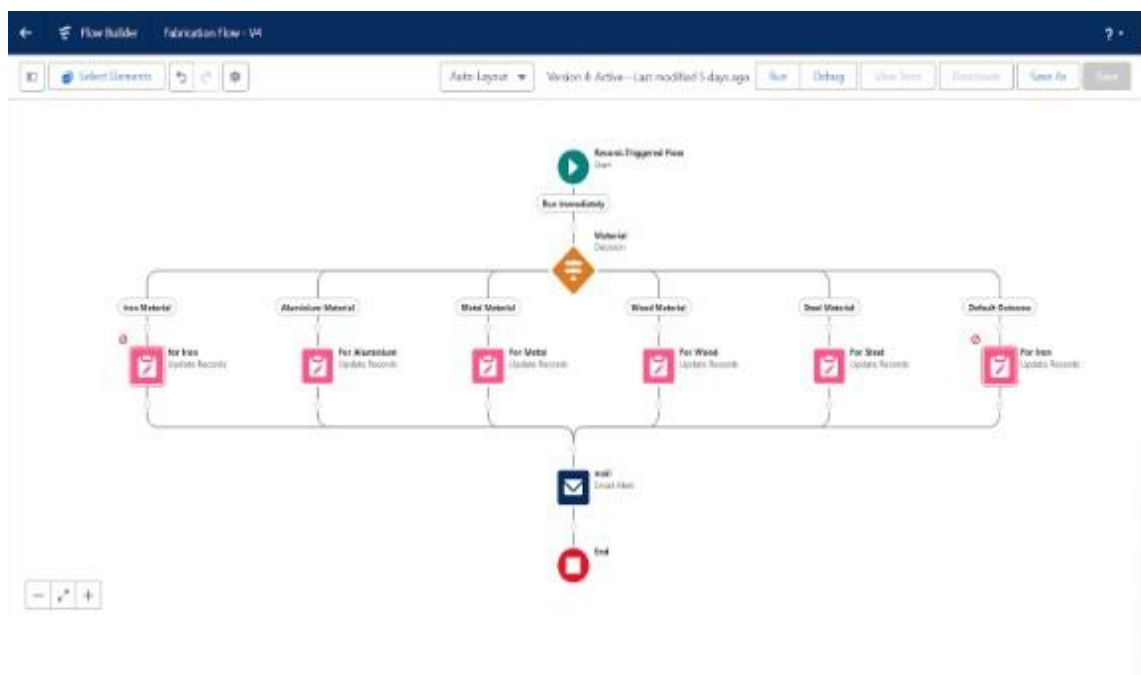 Flow Builder Fabrication Flow - V4
?
Select Elements
Auto-Layout Version 4: Active—Last modified 5 days ago Run Debug View Tests Deactivate Save As Save
Record-Triggered Flow
Start
Run Immediately
Material
Decision
Iron Material Aluminium Material Metal Material Wood Material Steel Material Default Outcome
for Iron For Aluminium For Metal For Wood For Steel For Iron
Update Records Update Records Update Records Update Records Update Records Update Records
mail
Email Alert
End